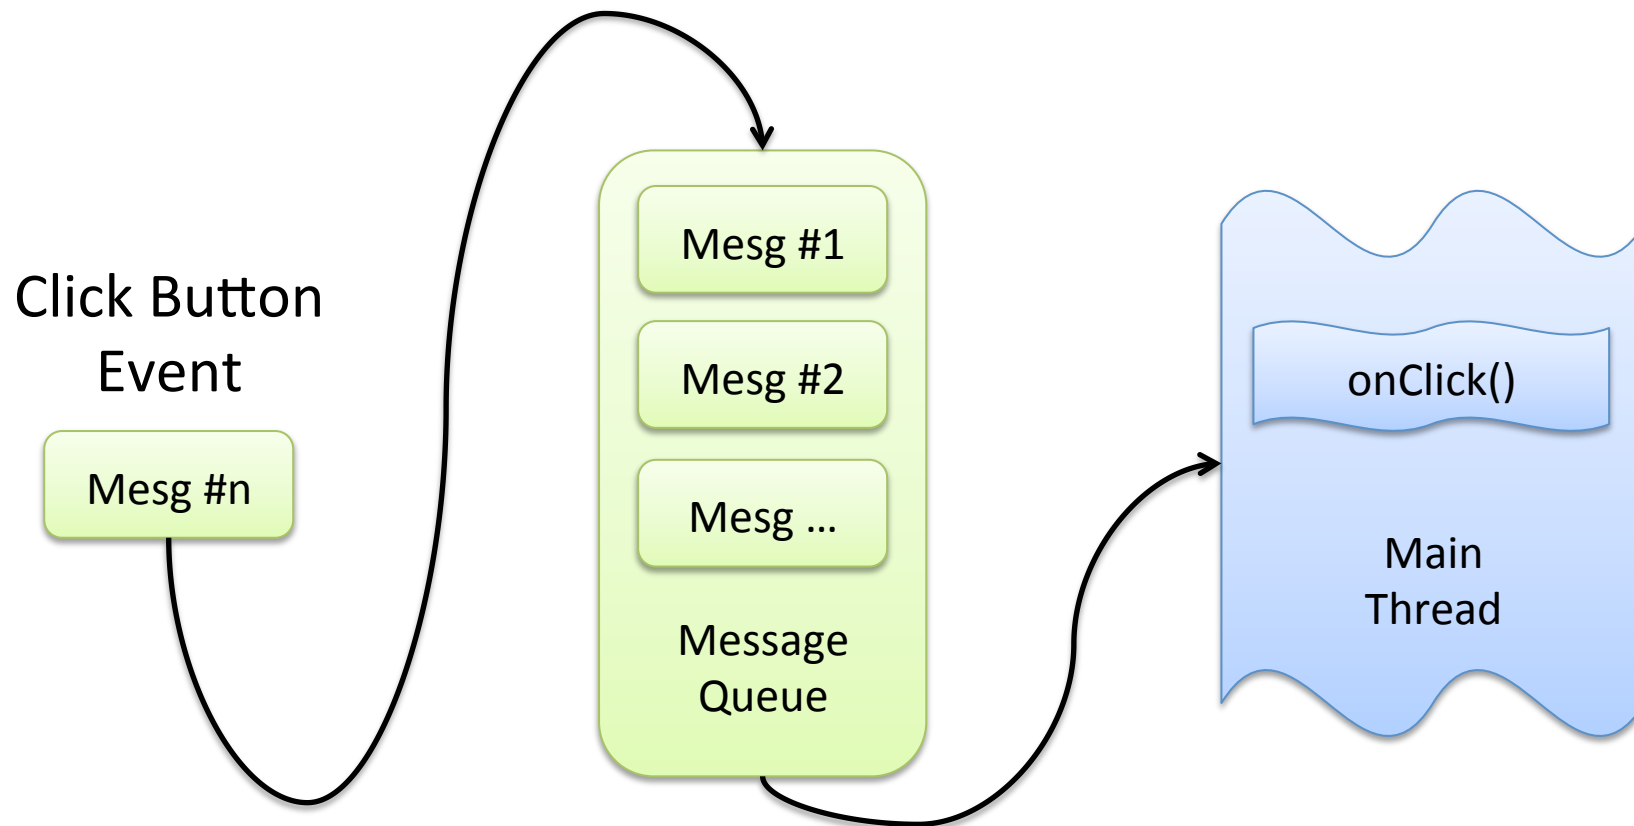 Click Button
Event
Mesg #n
Mesg #1
Mesg #2
Mesg ...
Message
Queue
onClick()
Main
Thread